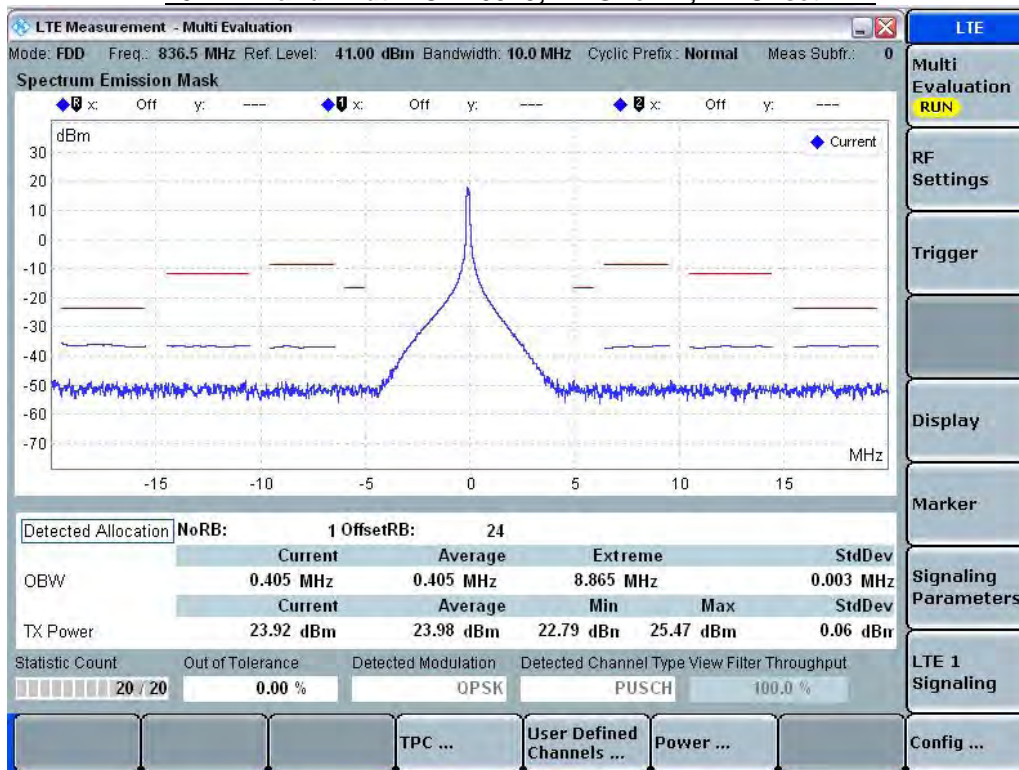 LTE Measurement - Multi Evaluation
LTE
Mode: FDD Freq.: 836.5 MHz Ref. Level: 41.00 dBm Bandwidth: 10.0 MHz Cyclic Prefix: Normal Meas Subfr.: 0
Spectrum Emission Mask
R x: Off y: --- 1 x: Off y: --- 2 x: Off y: ---
Multi
Evaluation
RUN
dBm
Current
30
20
10
0
-10
-20
-30
-40
-50
-60
-70
MHz
-15 -10 -5 0 5 10 15
RF
Settings
Trigger
Display
Marker
Signaling
Parameters
LTE 1
Signaling
Detected Allocation NoRB: 1 OffsetRB: 24
Current Average Extreme StdDev
OBW 0.405 MHz 0.405 MHz 8.865 MHz 0.003 MHz
Current Average Min Max StdDev
TX Power 23.92 dBm 23.98 dBm 22.79 dBm 25.47 dBm 0.06 dBm
Statistic Count Out of Tolerance Detected Modulation Detected Channel Type View Filter Throughput
20 / 20 0.00 % QPSK PUSCH 100.0 %
TPC ...
User Defined
Channels ...
Power ...
Config ...